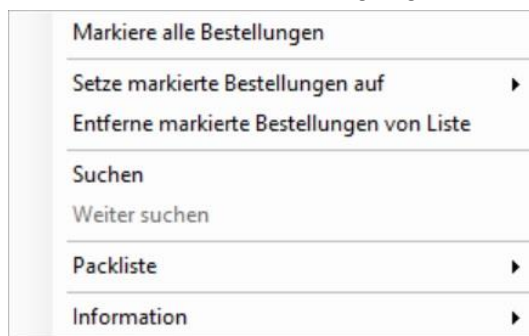 Markiere alle Bestellungen
Setze markierte Bestellungen auf
Entferne markierte Bestellungen von Liste
Suchen
Weiter suchen
Packliste
Information